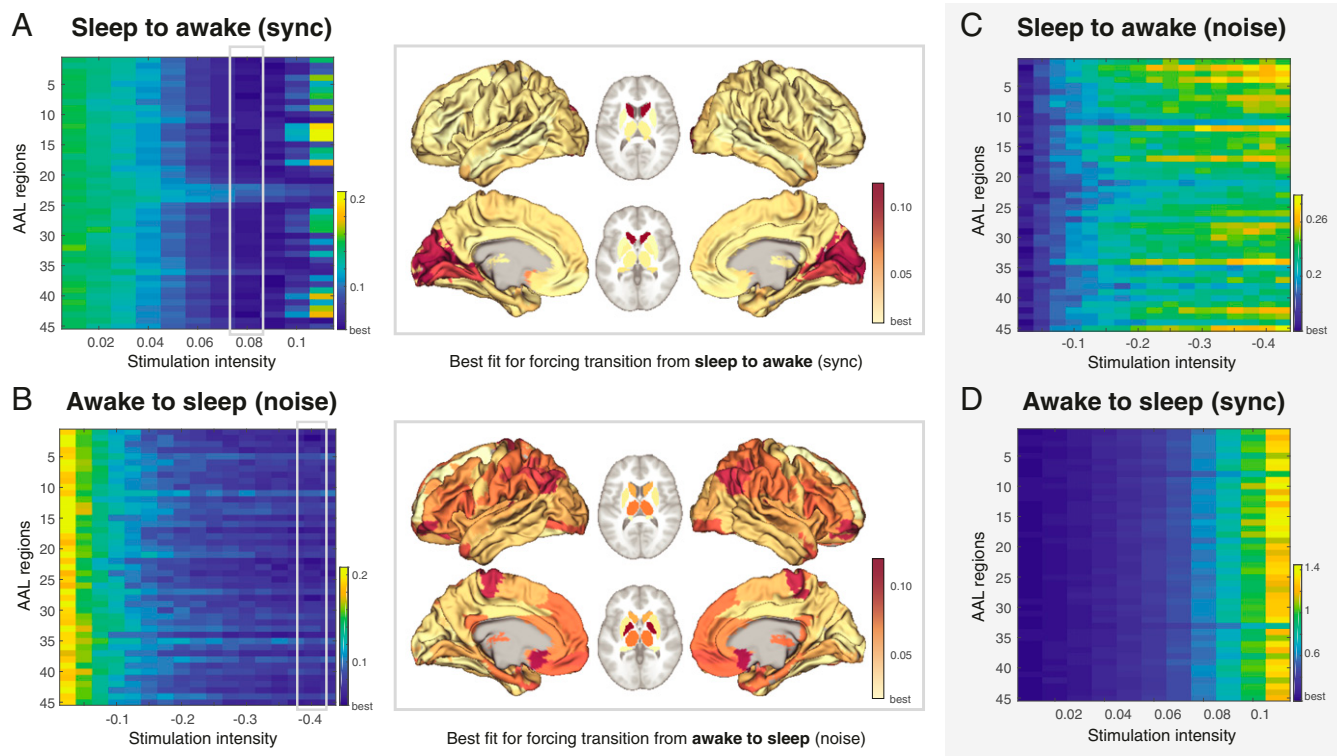 A
Sleep to awake (sync)
AAL regions
5
10
15
20
25
30
35
40
45
0.02
0.04
0.06
0.08
0.1
Stimulation intensity
0.2
0.1
best
0.10
0.05
best
Best fit for forcing transition from sleep to awake (sync)
C
Sleep to awake (noise)
AAL regions
5
10
15
20
25
30
35
40
45
-0.1
-0.2
-0.3
-0.4
Stimulation intensity
0.26
0.2
best
B
Awake to sleep (noise)
AAL regions
5
10
15
20
25
30
35
40
45
-0.1
-0.2
-0.3
-0.4
Stimulation intensity
0.2
0.1
best
0.10
0.05
best
Best fit for forcing transition from awake to sleep (noise)
D
Awake to sleep (sync)
AAL regions
5
10
15
20
25
30
35
40
45
0.02
0.04
0.06
0.08
0.1
Stimulation intensity
1.4
1
0.6
best